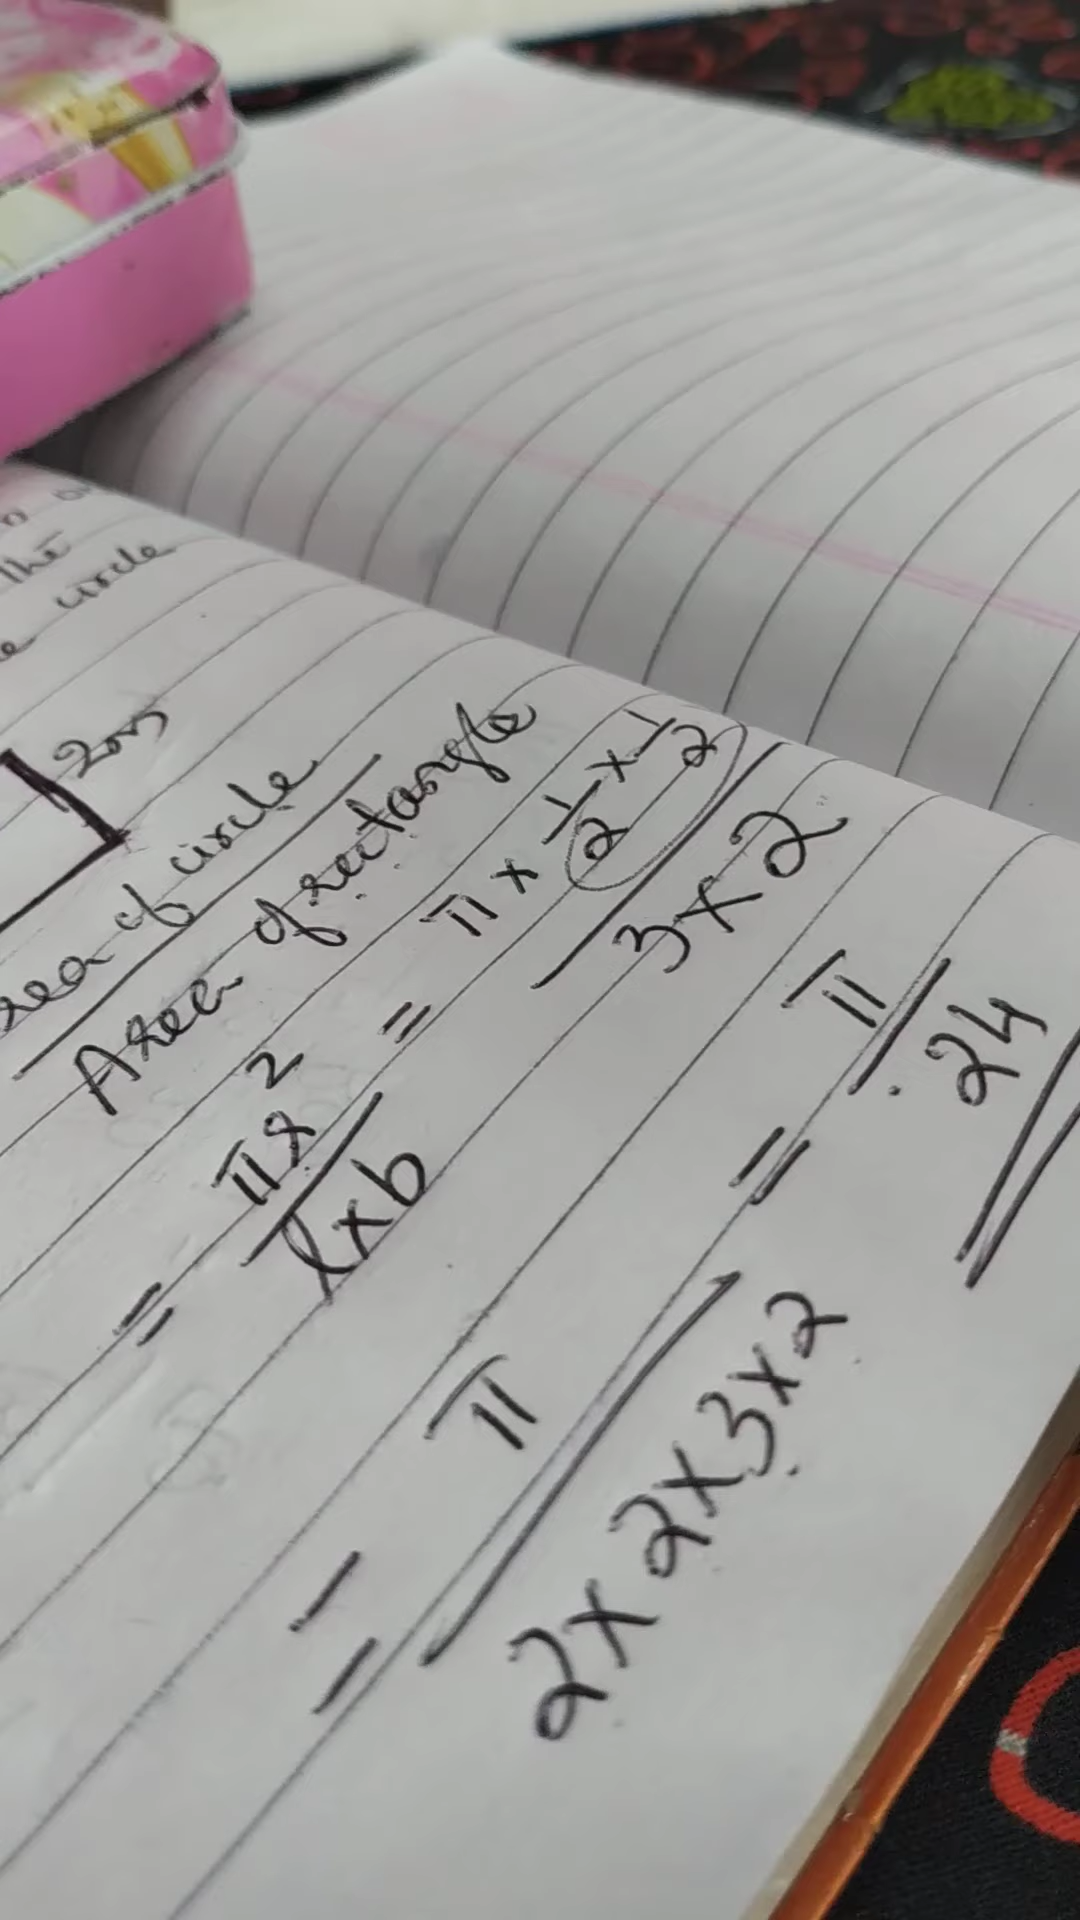 the
circle
2m
Area of circle
Area of rectangle
= πr²
l×b
= π × 1/2 × 1/2
3×2
= π
2×2×3×2
= π
24